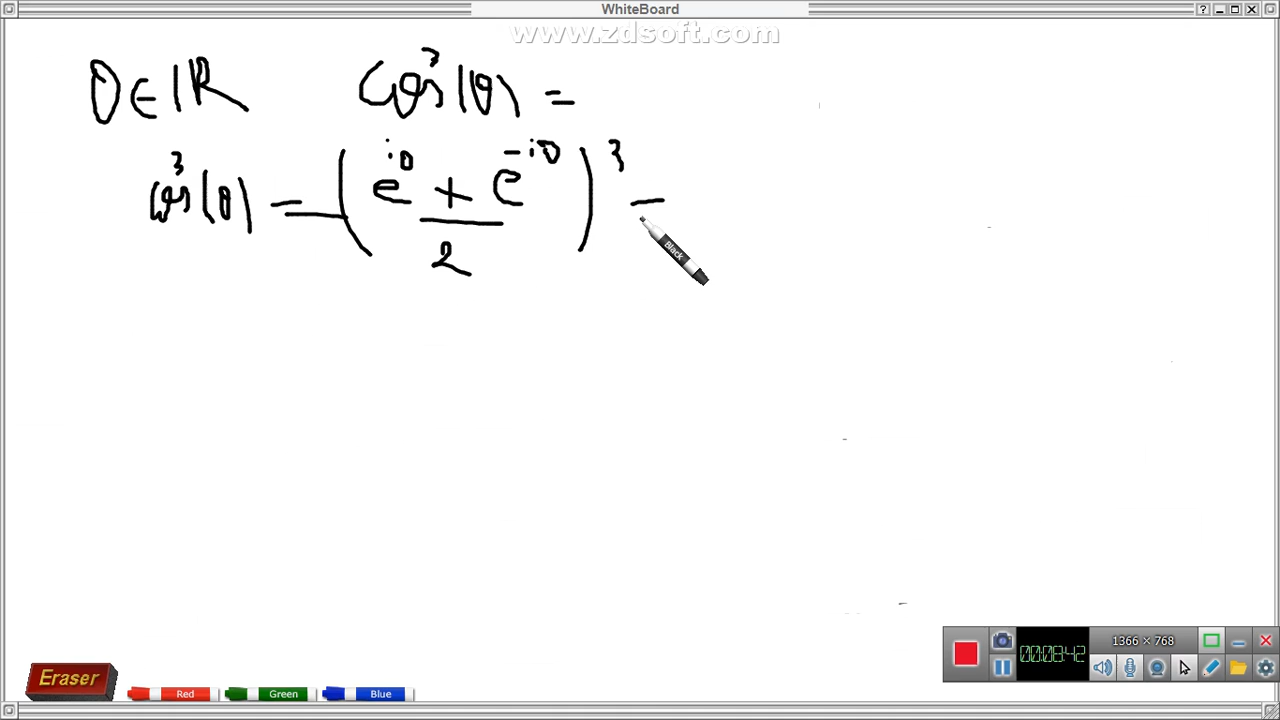 WhiteBoard
www.zdsoft.com
θ∈ℝ cos³(θ) =
cos³(θ) = (e^{iθ} + e^{-iθ} / 2)³ =
Black
00:08:42
1366 x 768
Eraser
Red
Green
Blue